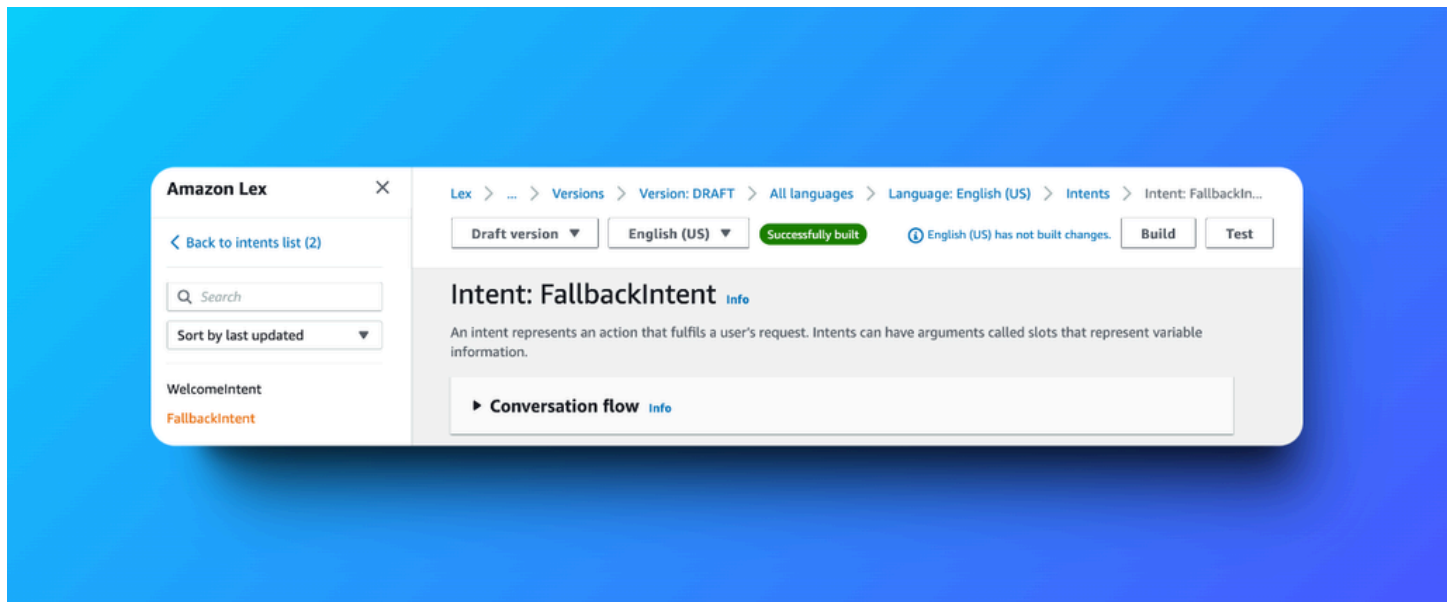 Amazon Lex
Back to intents list (2)
Search
Sort by last updated
WelcomeIntent
FallbackIntent
Lex > ... > Versions > Version: DRAFT > All languages > Language: English (US) > Intents > Intent: FallbackIn...
Draft version English (US) Successfully built English (US) has not built changes. Build Test
Intent: FallbackIntent Info
An intent represents an action that fulfils a user's request. Intents can have arguments called slots that represent variable
information.
Conversation flow Info